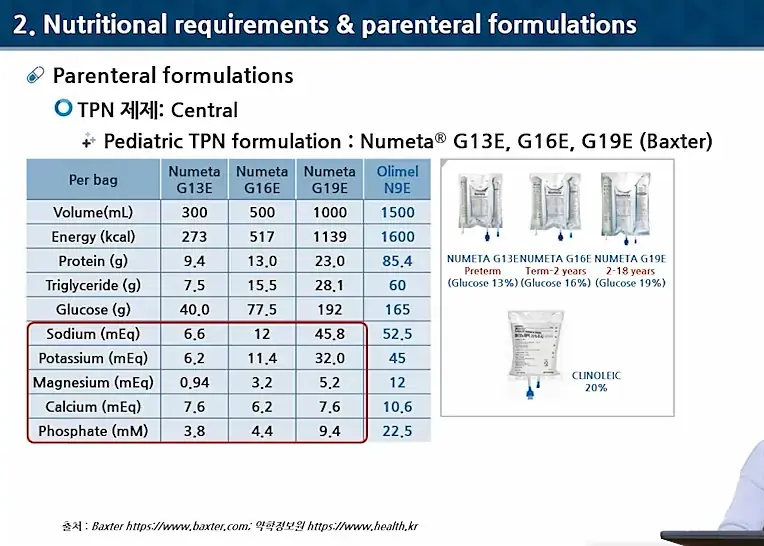 2. Nutritional requirements & parenteral formulations
Parenteral formulations
TPN 제제: Central
Pediatric TPN formulation : Numeta® G13E, G16E, G19E (Baxter)
Per bag Numeta G13E Numeta G16E Numeta G19E Olimel N9E
Volume(mL) 300 500 1000 1500
Energy (kcal) 273 517 1139 1600
Protein (g) 9.4 13.0 23.0 85.4
Triglyceride (g) 7.5 15.5 28.1 60
Glucose (g) 40.0 77.5 192 165
Sodium (mEq) 6.6 12 45.8 52.5
Potassium (mEq) 6.2 11.4 32.0 45
Magnesium (mEq) 0.94 3.2 5.2 12
Calcium (mEq) 7.6 6.2 7.6 10.6
Phosphate (mM) 3.8 4.4 9.4 22.5
NUMETA G13E NUMETA G16E NUMETA G19E
Preterm Term-2 years 2-18 years
(Glucose 13%) (Glucose 16%) (Glucose 19%)
CLINOLEIC
20%
출처 : Baxter https://www.baxter.com; 약학정보원 https://www.health.kr